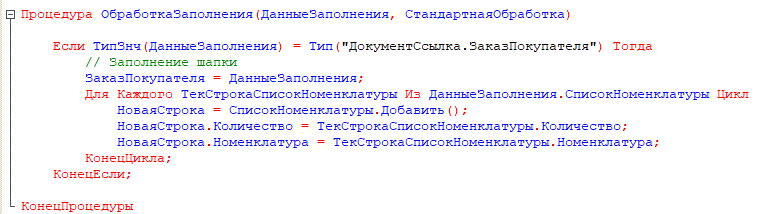 Процедура ОбработкаЗаполнения(ДанныеЗаполнения, СтандартнаяОбработка)
Если ТипЗнч(ДанныеЗаполнения) = Тип("ДокументСсылка.ЗаказПокупателя") Тогда
// Заполнение шапки
ЗаказПокупателя = ДанныеЗаполнения;
Для Каждого ТекСтрокаСписокНоменклатуры Из ДанныеЗаполнения.СписокНоменклатуры Цикл
НоваяСтрока = СписокНоменклатуры.Добавить();
НоваяСтрока.Количество = ТекСтрокаСписокНоменклатуры.Количество;
НоваяСтрока.Номенклатура = ТекСтрокаСписокНоменклатуры.Номенклатура;
КонецЦикла;
КонецЕсли;
КонецПроцедуры